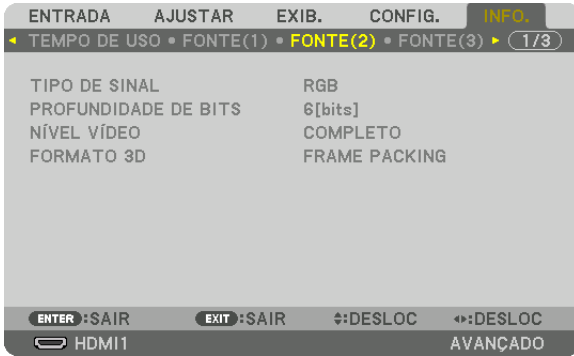 ENTRADA AJUSTAR EXIB. CONFIG. INFO.
TEMPO DE USO • FONTE(1) • FONTE(2) • FONTE(3) 1/3
TIPO DE SINAL RGB
PROFUNDIDADE DE BITS 6[bits]
NÍVEL VÍDEO COMPLETO
FORMATO 3D FRAME PACKING
ENTER :SAIR EXIT :SAIR :DESLOC :DESLOC
HDMI1 AVANÇADO